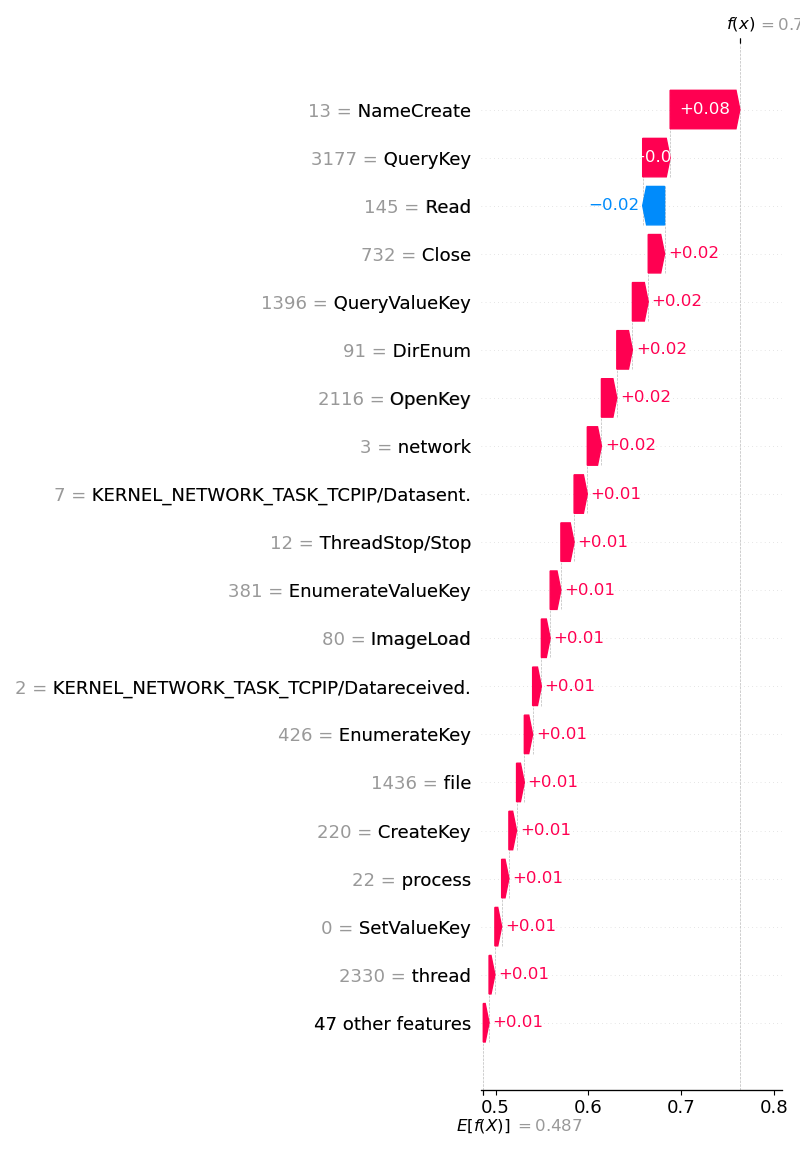 f(x) = 0.7
13 = NameCreate
+0.08
3177 = QueryKey
+0.0
145 = Read
−0.02
732 = Close
+0.02
1396 = QueryValueKey
+0.02
91 = DirEnum
+0.02
2116 = OpenKey
+0.02
3 = network
+0.02
7 = KERNEL_NETWORK_TASK_TCPIP/Datasent.
+0.01
12 = ThreadStop/Stop
+0.01
381 = EnumerateValueKey
+0.01
80 = ImageLoad
+0.01
2 = KERNEL_NETWORK_TASK_TCPIP/Datareceived.
+0.01
426 = EnumerateKey
+0.01
1436 = file
+0.01
220 = CreateKey
+0.01
22 = process
+0.01
0 = SetValueKey
+0.01
2330 = thread
+0.01
47 other features
+0.01
0.5 0.6 0.7 0.8
E[f(X)] = 0.487